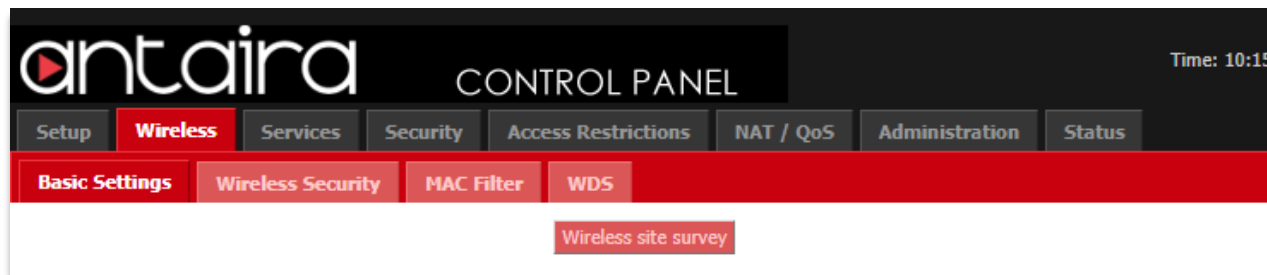 antaira CONTROL PANEL
Time: 10:15
Setup Wireless Services Security Access Restrictions NAT / QoS Administration Status
Basic Settings Wireless Security MAC Filter WDS
Wireless site survey